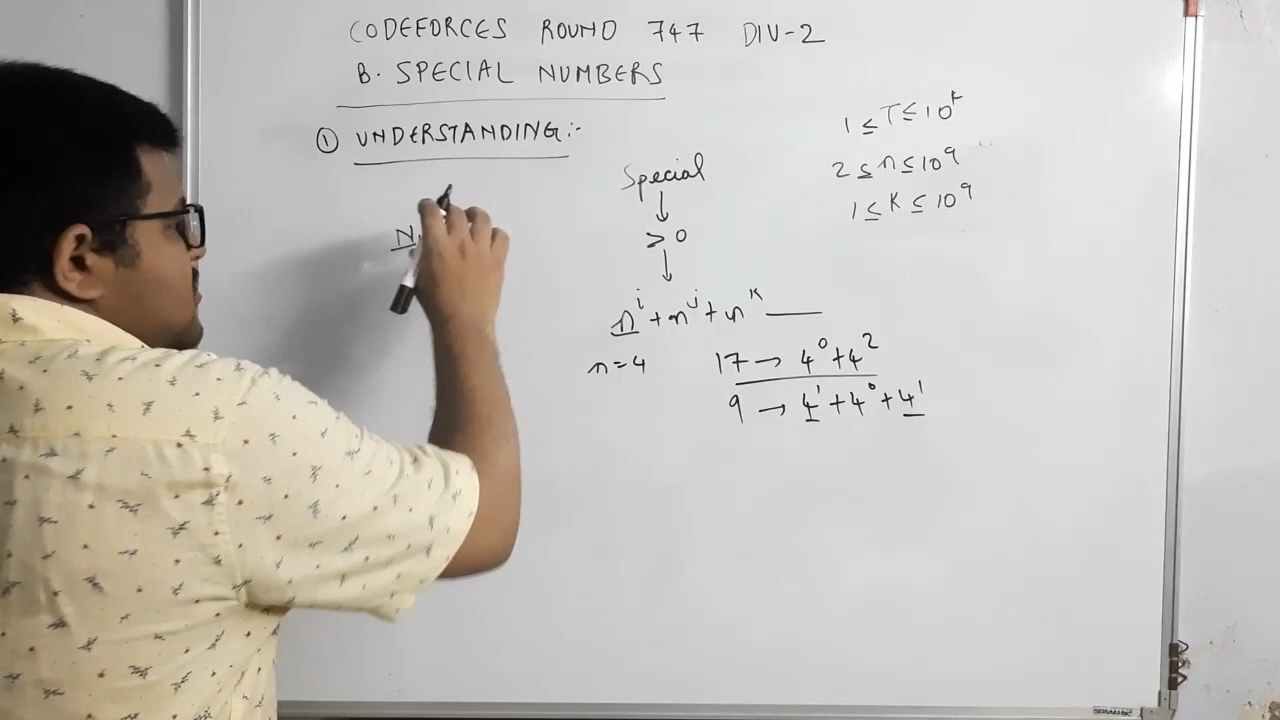 CODEFORCES ROUND 747 DIV-2
B. SPECIAL NUMBERS
① UNDERSTANDING:-
1 ≤ T ≤ 10^4
2 ≤ n ≤ 10^9
1 ≤ K ≤ 10^9
Special
↓
> 0
↓
n^i + n^j + n^k ___
n=4 17 → 4^0+4^2
9 → 4^1+4^0+4^1
N